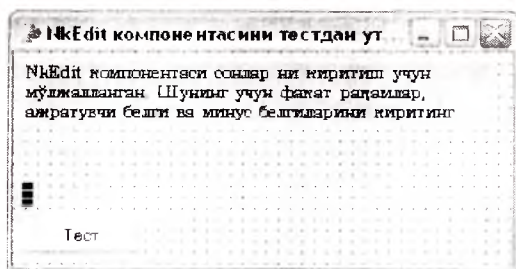 NkEdit компонентасини тестдан ут
NkEdit компонентаси сонлар ни киритиш учун
мўлжалланган. Шунинг учун факат рақамлар,
ажратувчи белги ва минус белгиларини киритинг
Тест